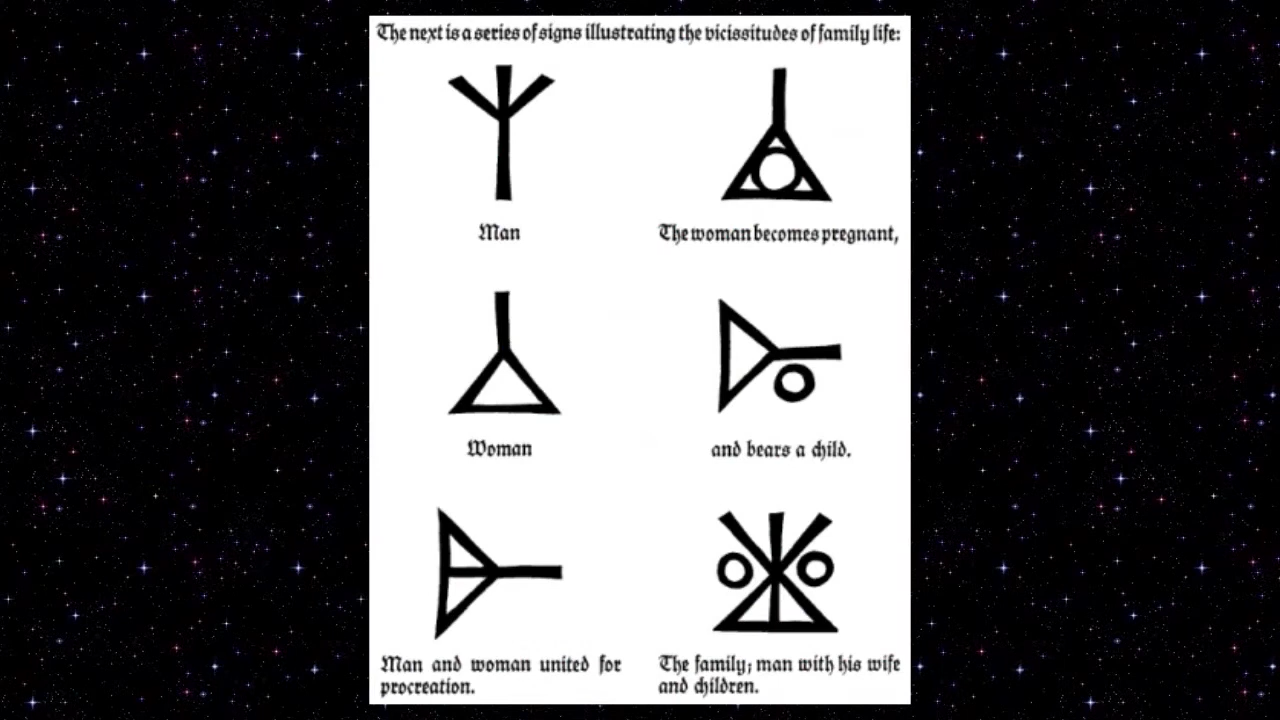 The next is a series of signs illustrating the vicissitudes of family life:
Man
The woman becomes pregnant,
Woman
and bears a child.
Man and woman united for
procreation.
The family; man with his wife
and children.